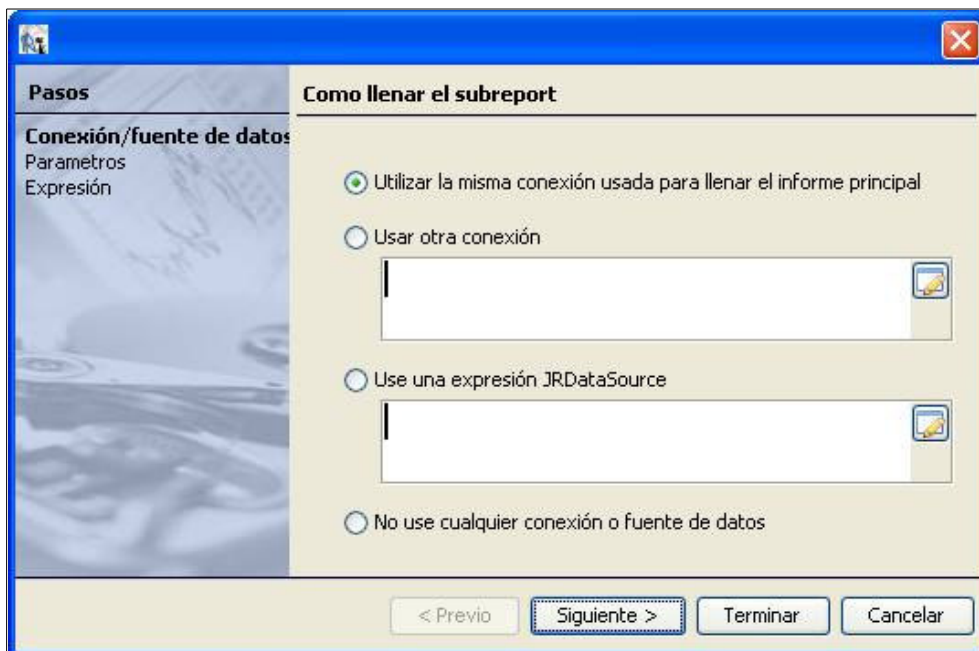 Pasos
Conexión/fuente de datos
Parametros
Expresión
Como llenar el subreport
Utilizar la misma conexión usada para llenar el informe principal
Usar otra conexión
Use una expresión JRDataSource
No use cualquier conexión o fuente de datos
< Previo
Siguiente >
Terminar
Cancelar